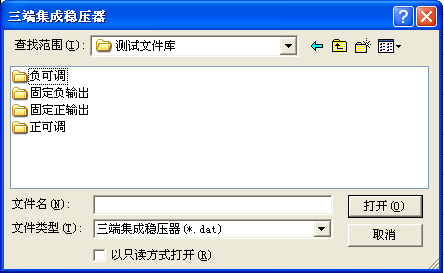 三端集成稳压器
查找范围(I): 测试文件库
负可调
固定负输出
固定正输出
正可调
文件名(N): 打开(O)
文件类型(T): 三端集成稳压器(*.dat) 取消
以只读方式打开(R)